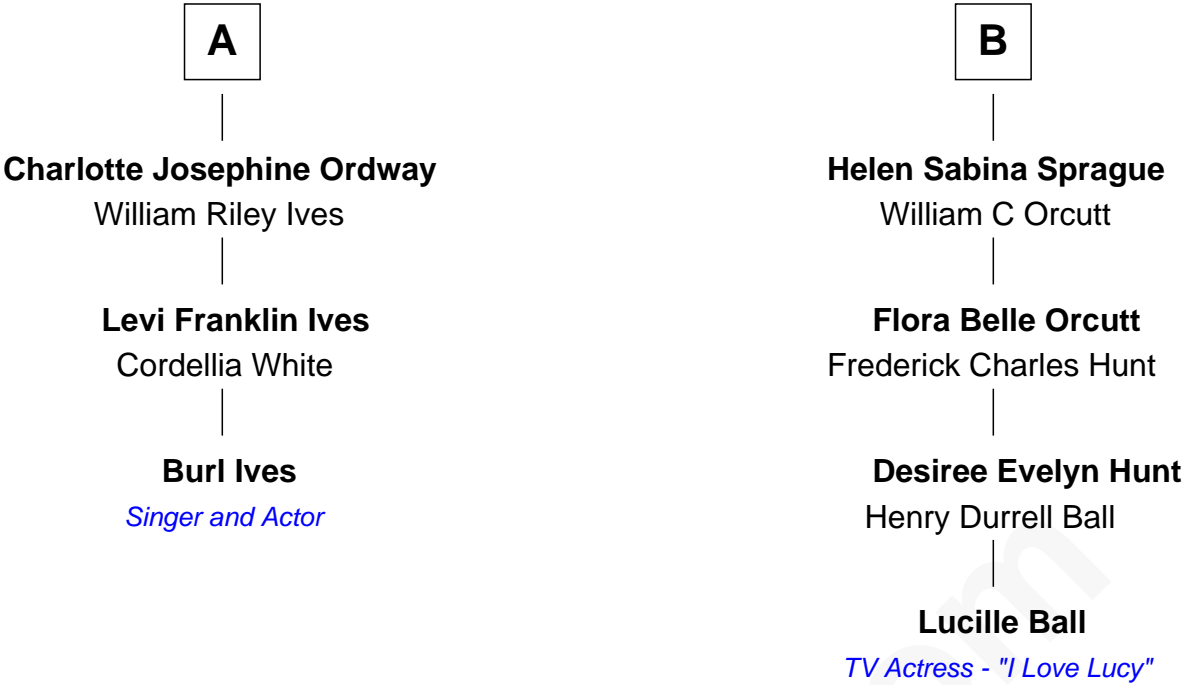 A
Charlotte Josephine Ordway
William Riley Ives
Levi Franklin Ives
Cordellia White
Burl Ives
Singer and Actor
B
Helen Sabina Sprague
William C Orcutt
Flora Belle Orcutt
Frederick Charles Hunt
Desiree Evelyn Hunt
Henry Durrell Ball
Lucille Ball
TV Actress - "I Love Lucy"